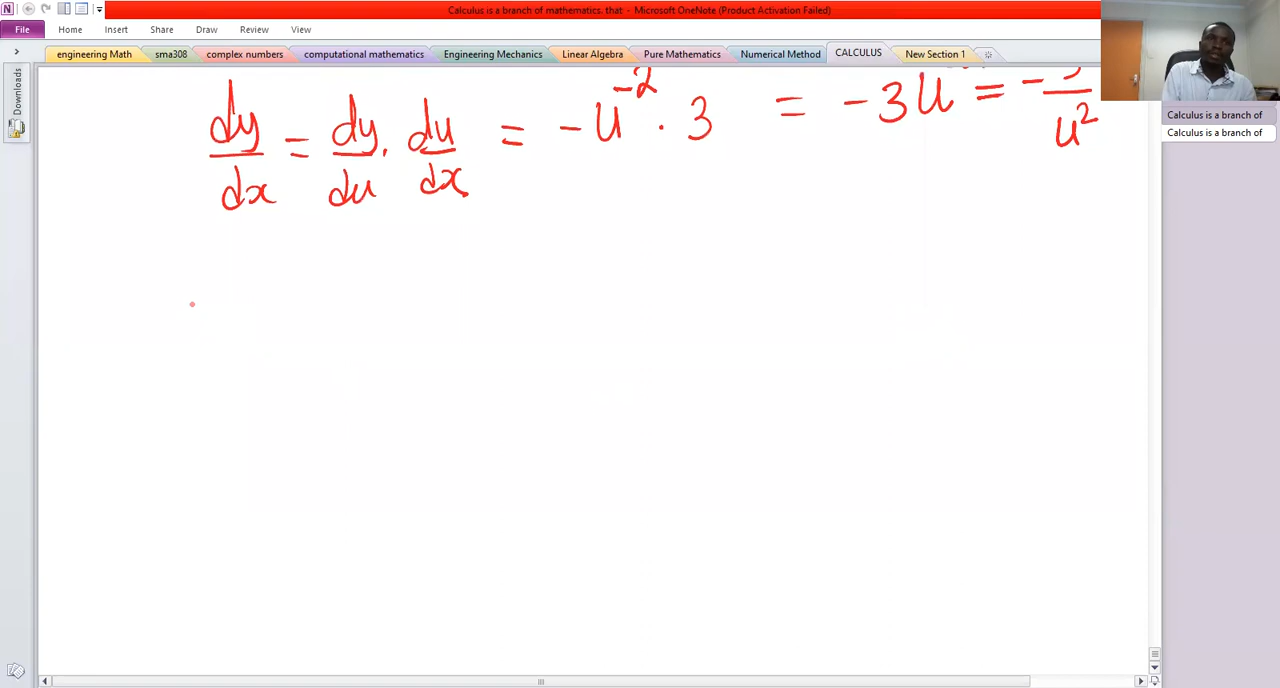 Calculus is a branch of mathematics. that - Microsoft OneNote (Product Activation Failed)
File Home Insert Share Draw Review View
engineering Math sma308 complex numbers computational mathematics Engineering Mechanics Linear Algebra Pure Mathematics Numerical Method CALCULUS New Section 1
Downloads
Calculus is a branch of
Calculus is a branch of
dy/dx = dy/du . du/dx = -u^-2 . 3 = -3u = - 3/u^2